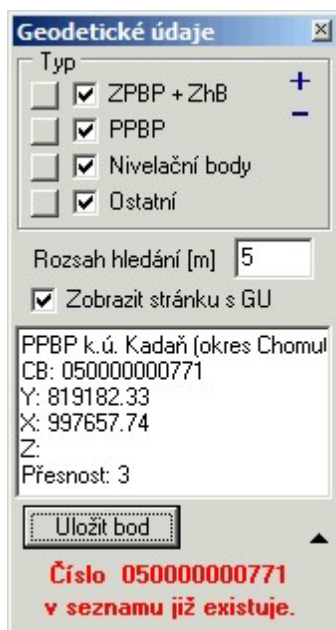 Geodetické údaje
Typ
ZPBP + ZhB
PPBP
Nivelační body
Ostatní
Rozsah hledání [m] 5
Zobrazit stránku s GU
PPBP k.ú. Kadaň (okres Chomu
CB: 050000000771
Y: 819182.33
X: 997657.74
Z:
Přesnost: 3
Uložit bod
Číslo 050000000771
v seznamu již existuje.